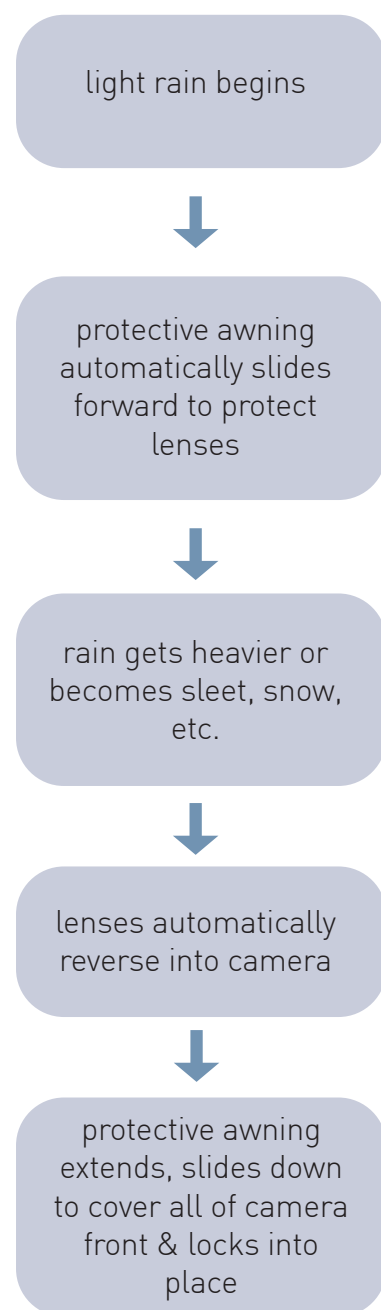 light rain begins
protective awning
automatically slides
forward to protect
lenses
rain gets heavier or
becomes sleet, snow,
etc.
lenses automatically
reverse into camera
protective awning
extends, slides down
to cover all of camera
front & locks into
place